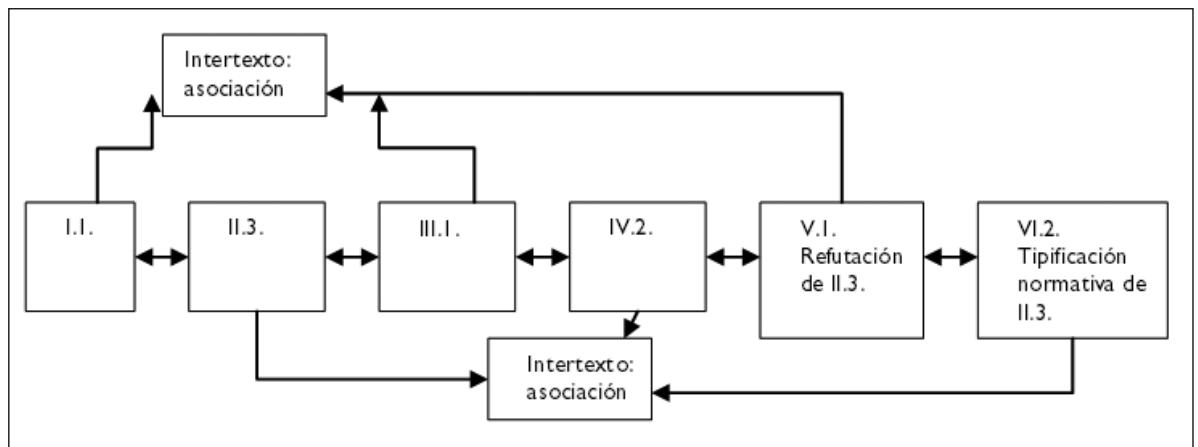 Intertexto:
asociación
I.1.
II.3.
III.1.
IV.2.
V.1.
Refutación
de II.3.
VI.2.
Tipificación
normativa de
II.3.
Intertexto:
asociación